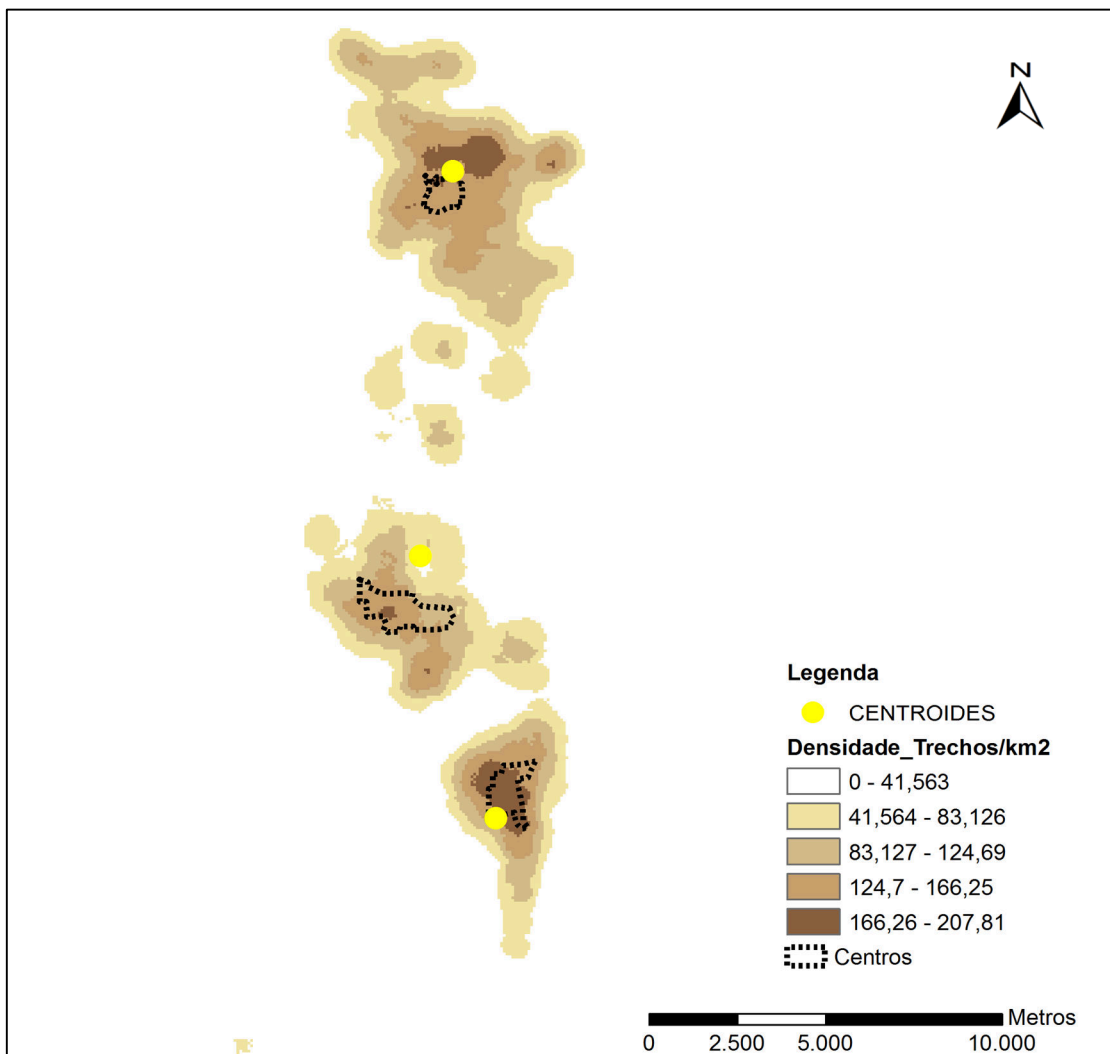 N
Legenda
CENTROIDES
Densidade_Trechos/km2
0 - 41,563
41,564 - 83,126
83,127 - 124,69
124,7 - 166,25
166,26 - 207,81
Centros
Metros
0 2.500 5.000 10.000